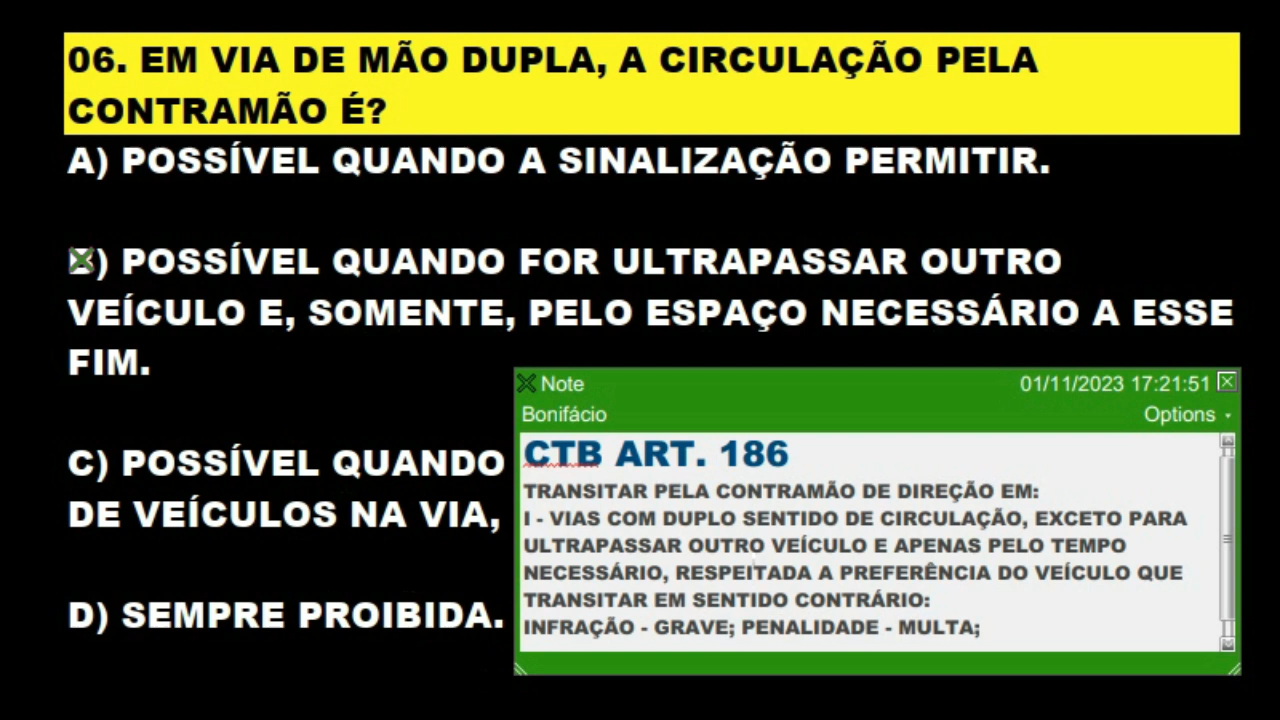 06. EM VIA DE MÃO DUPLA, A CIRCULAÇÃO PELA
CONTRAMÃO É?
A) POSSÍVEL QUANDO A SINALIZAÇÃO PERMITIR.
) POSSÍVEL QUANDO FOR ULTRAPASSAR OUTRO
VEÍCULO E, SOMENTE, PELO ESPAÇO NECESSÁRIO A ESSE
FIM.
C) POSSÍVEL QUANDO
DE VEÍCULOS NA VIA,
D) SEMPRE PROIBIDA.
Note 01/11/2023 17:21:51
Bonifácio Options
CTB ART. 186
TRANSITAR PELA CONTRAMÃO DE DIREÇÃO EM:
I - VIAS COM DUPLO SENTIDO DE CIRCULAÇÃO, EXCETO PARA
ULTRAPASSAR OUTRO VEÍCULO E APENAS PELO TEMPO
NECESSÁRIO, RESPEITADA A PREFERÊNCIA DO VEÍCULO QUE
TRANSITAR EM SENTIDO CONTRÁRIO:
INFRAÇÃO - GRAVE; PENALIDADE - MULTA;